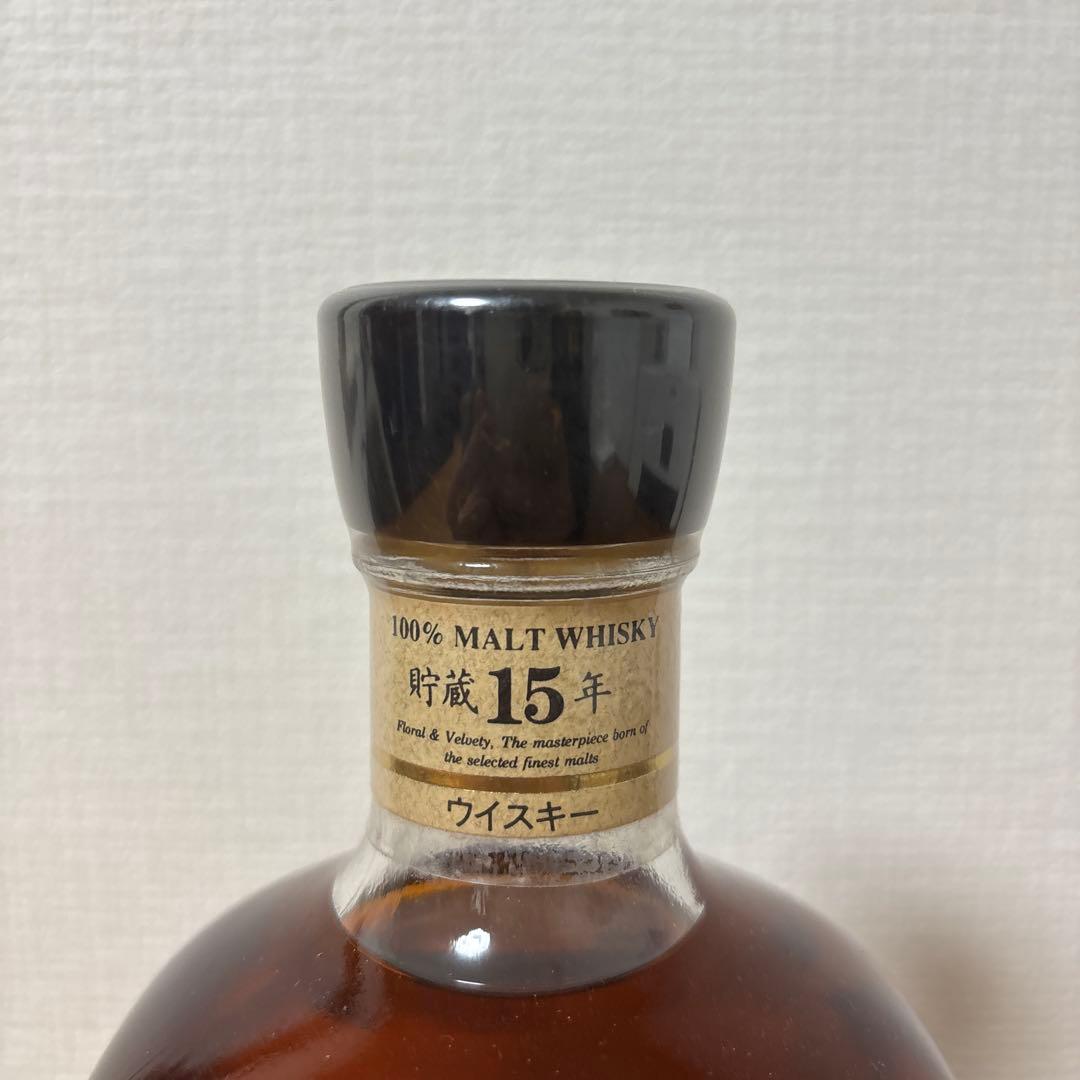 100% MALT WHISKY
貯蔵15年
Floral & Velvety, The masterpiece born of
the selected finest malts
ウイスキー